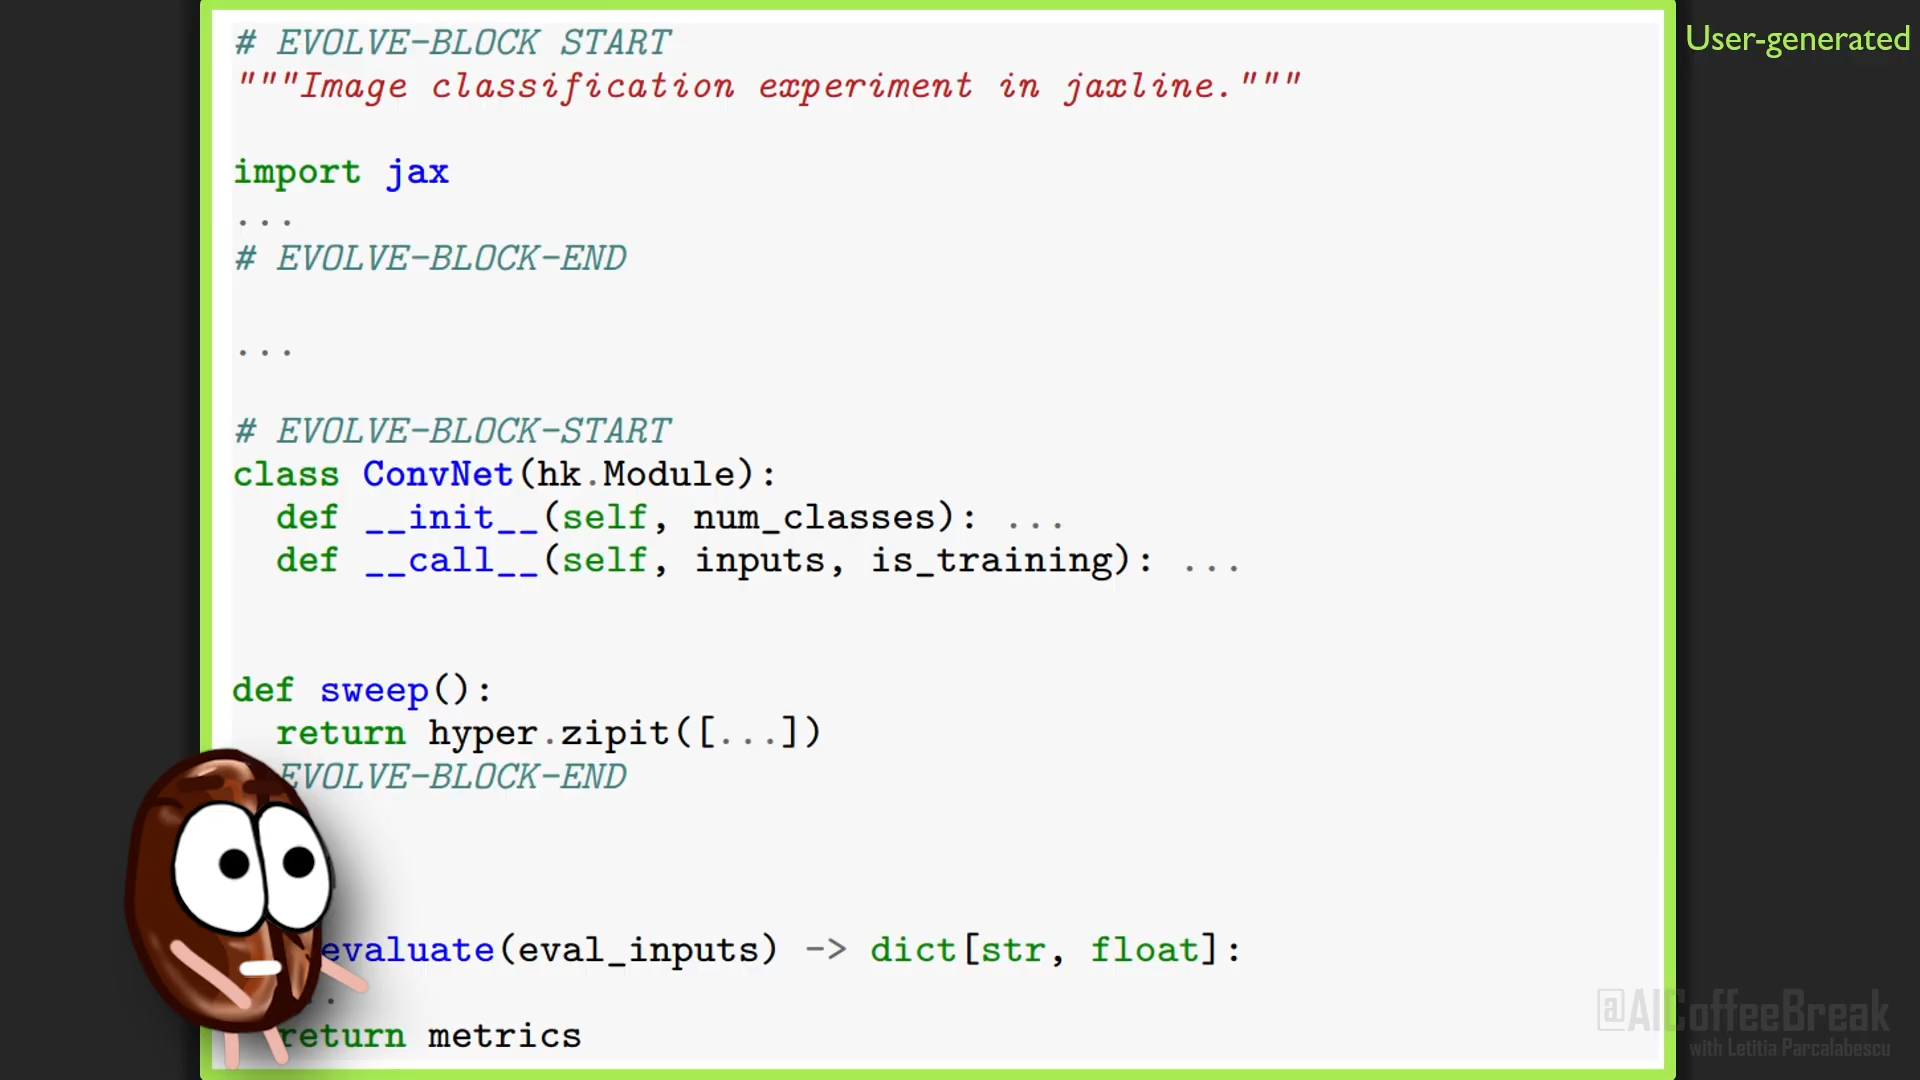 User-generated
# EVOLVE-BLOCK START
"""Image classification experiment in jaxline."""
import jax
...
# EVOLVE-BLOCK-END
...
# EVOLVE-BLOCK-START
class ConvNet(hk.Module):
  def __init__(self, num_classes): ...
  def __call__(self, inputs, is_training): ...
def sweep():
  return hyper.zipit([...])
EVOLVE-BLOCK-END
evaluate(eval_inputs) -> dict[str, float]:
..
  return metrics
@AICoffeeBreak
with Letitia Parcalabescu